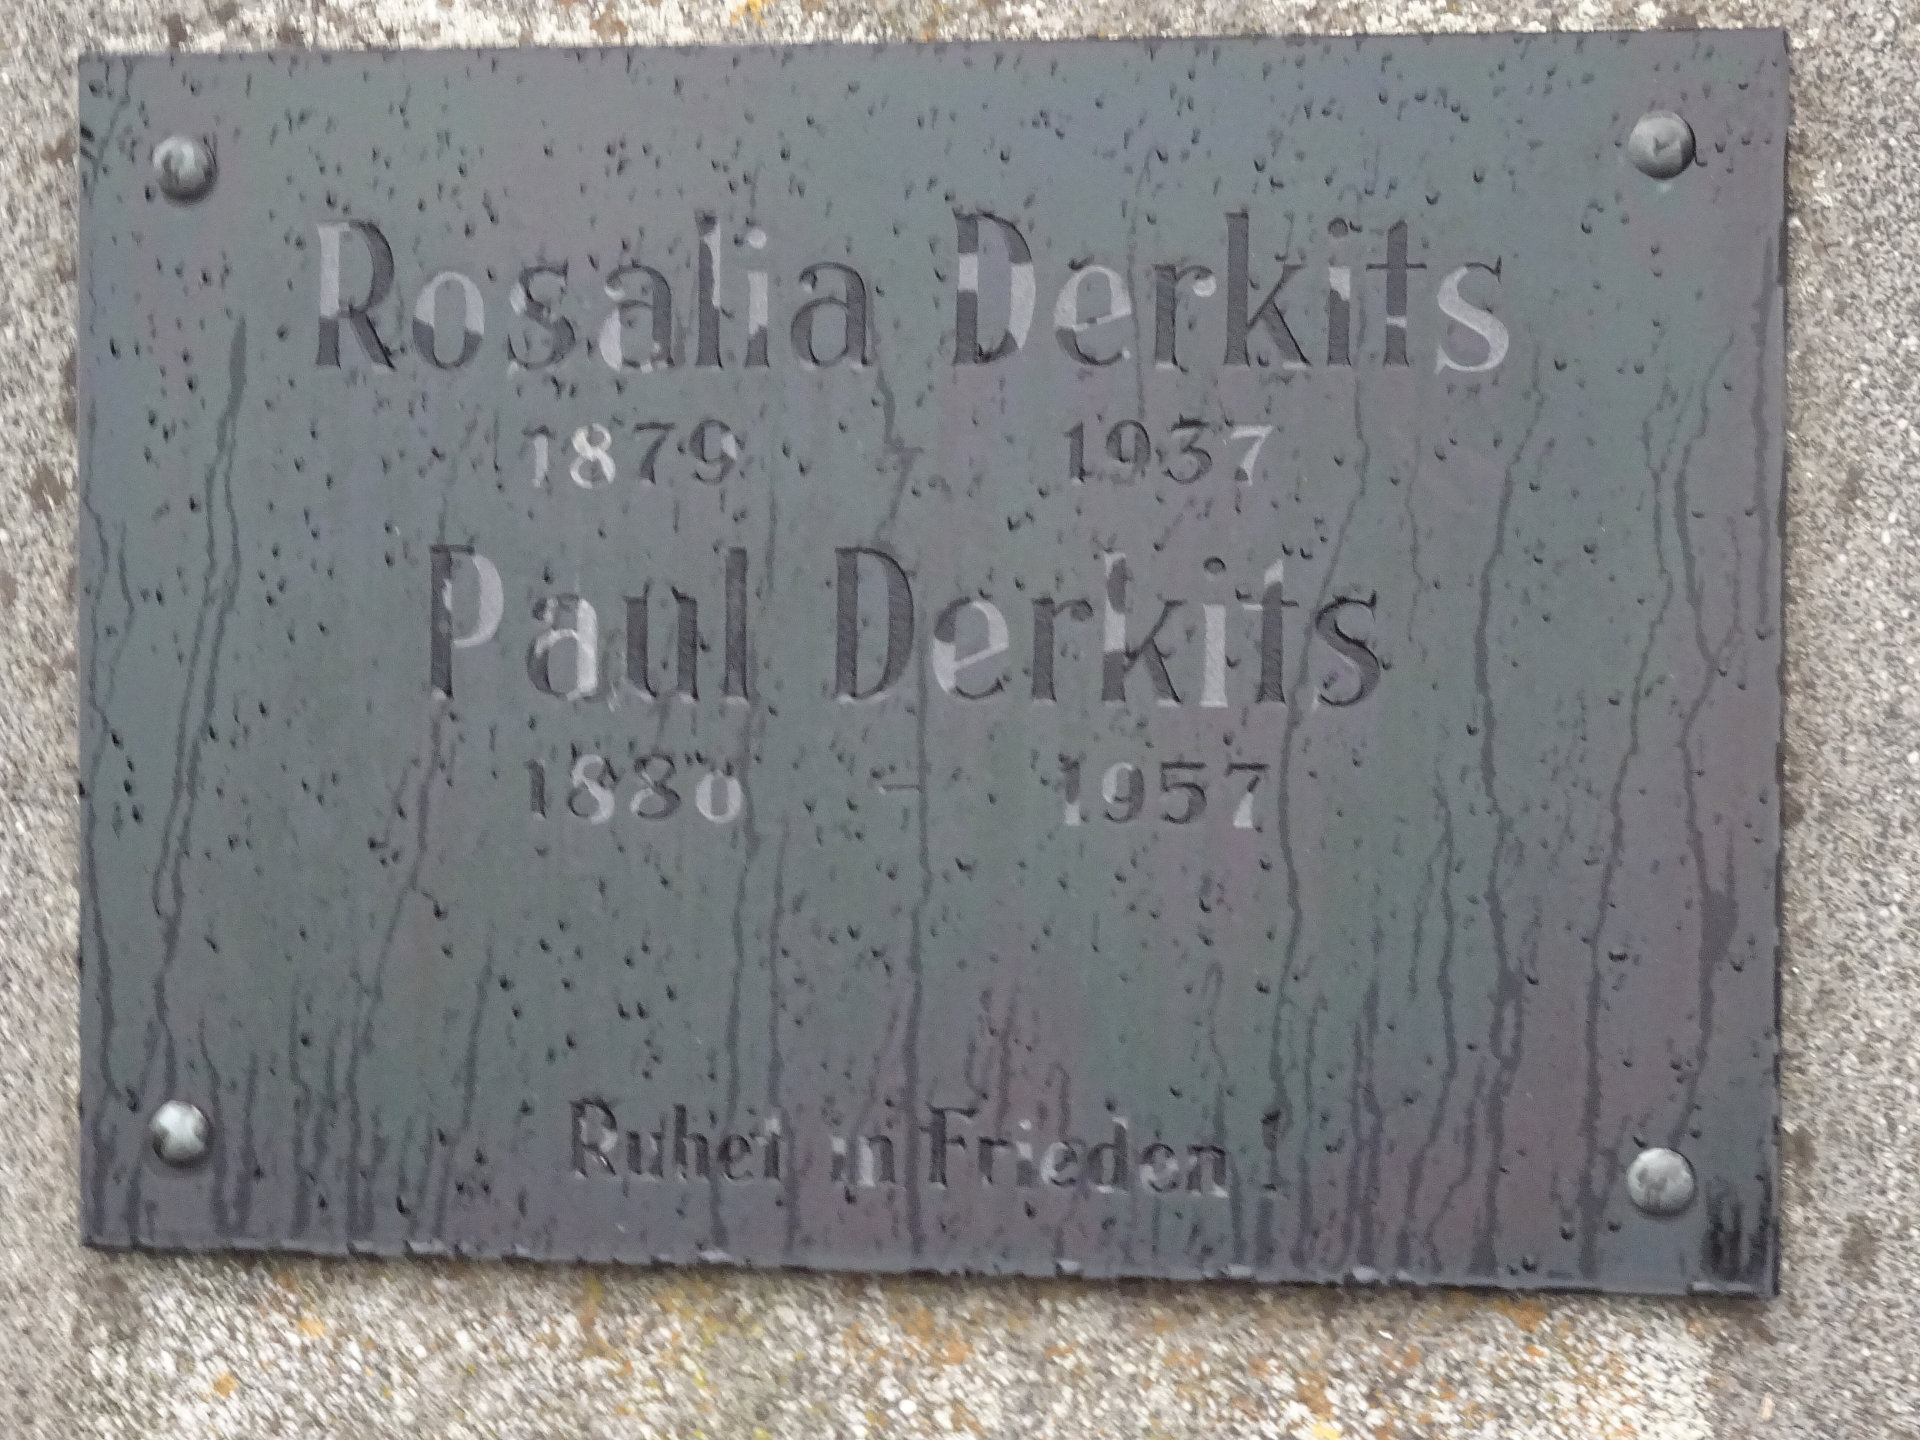 Rosalia Derkits
1879 - 1937
Paul Derkits
1880 - 1957
Ruhet in Frieden !